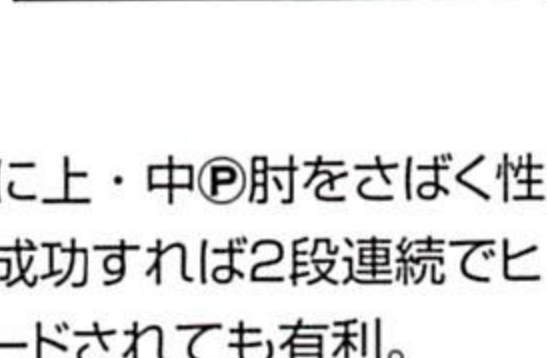 に上・中Ⓟ肘をさばく性
成功すれば2段連続でヒ
ードされても有利。